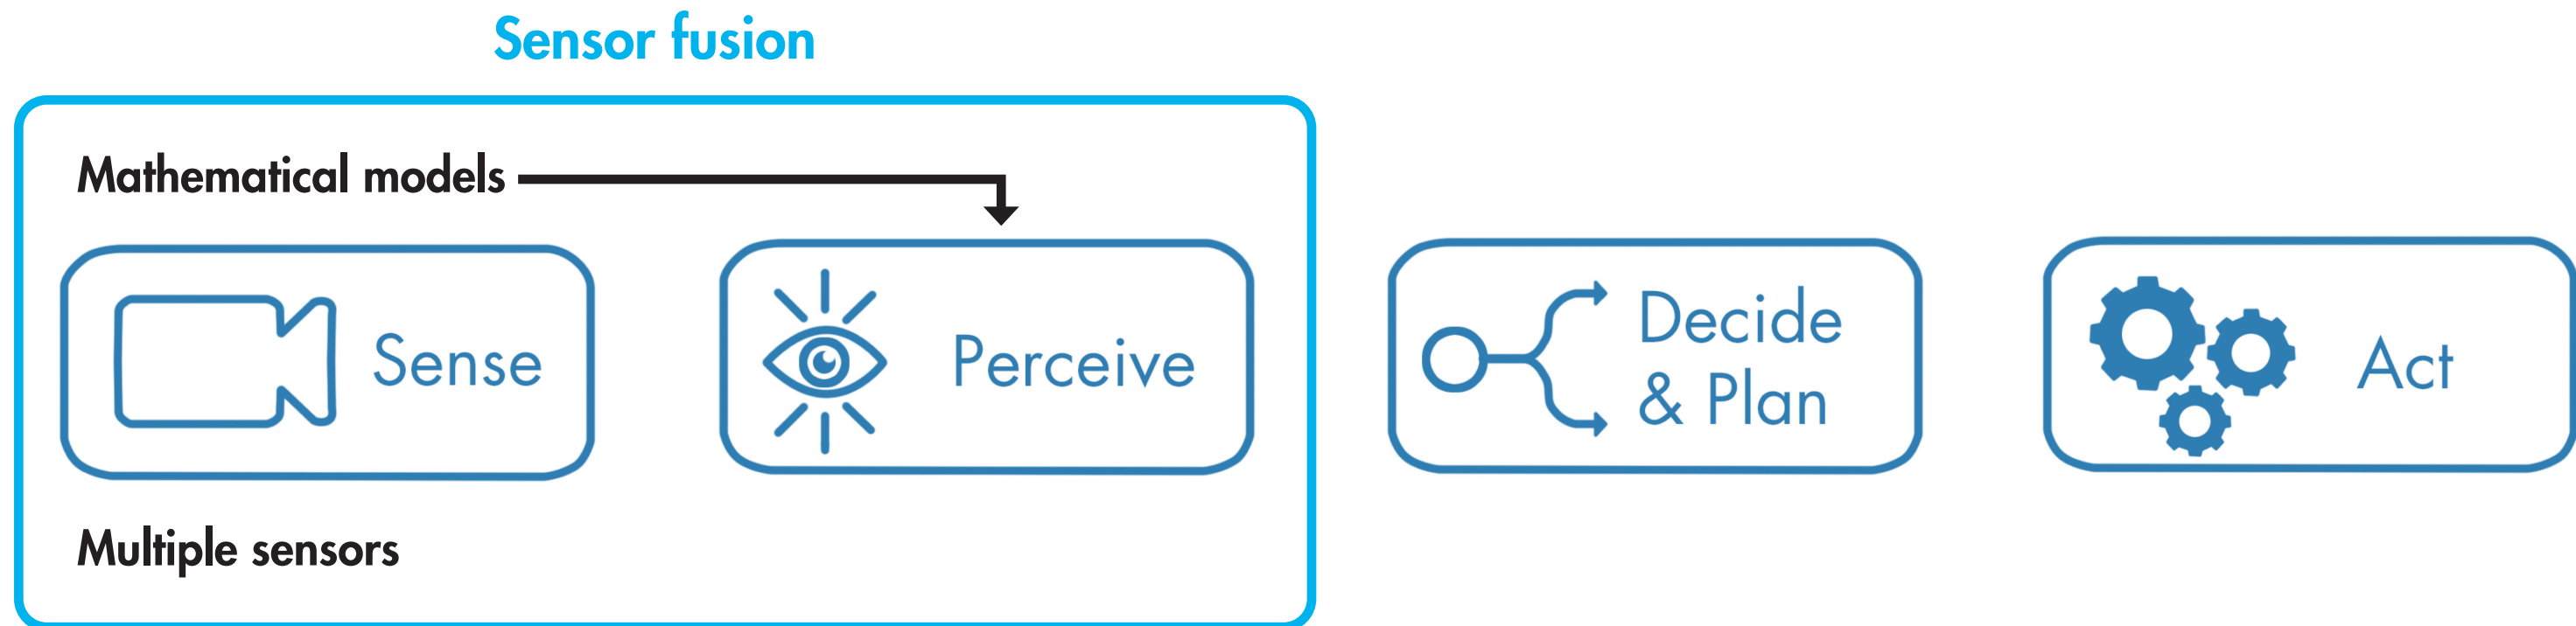 Sensor fusion
Mathematical models
Sense
Perceive
Decide
& Plan
Act
Multiple sensors